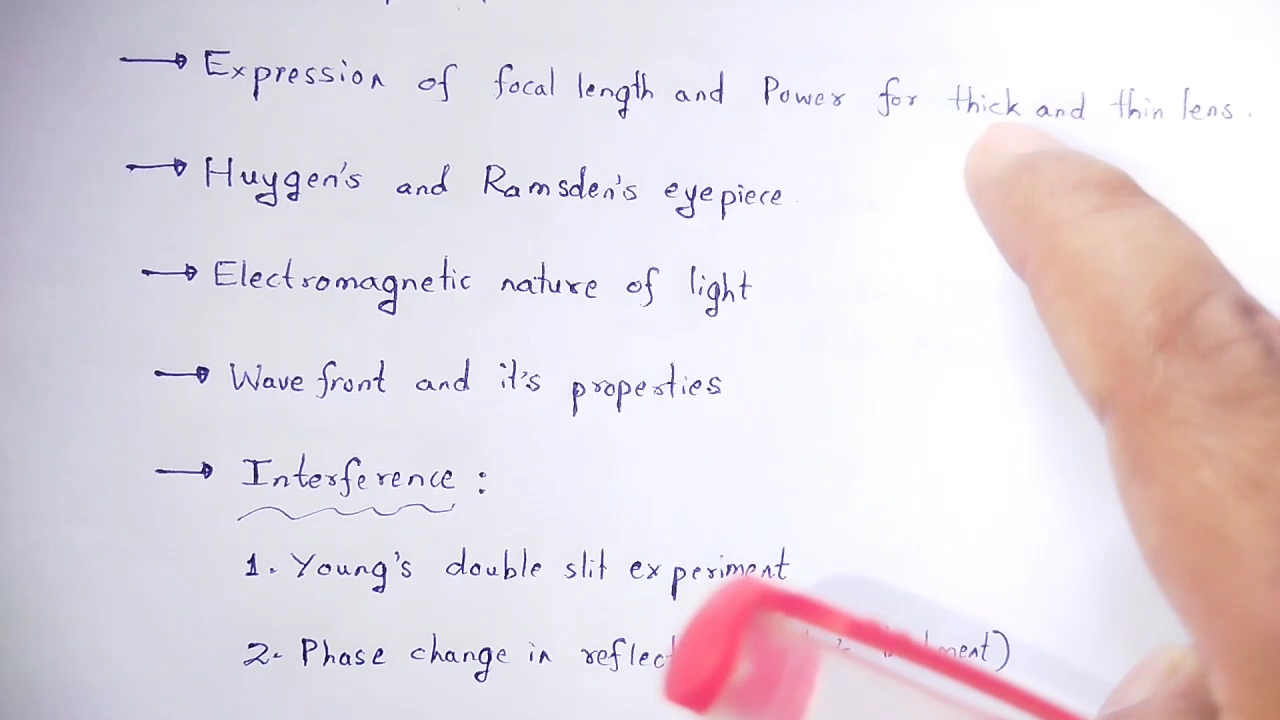 Expression of focal length and Power for thick and thin lens.
Huygen's and Ramsden's eyepiece
Electromagnetic nature of light
Wave front and it's properties
Interference :
1. Young's double slit experiment
2. Phase change in